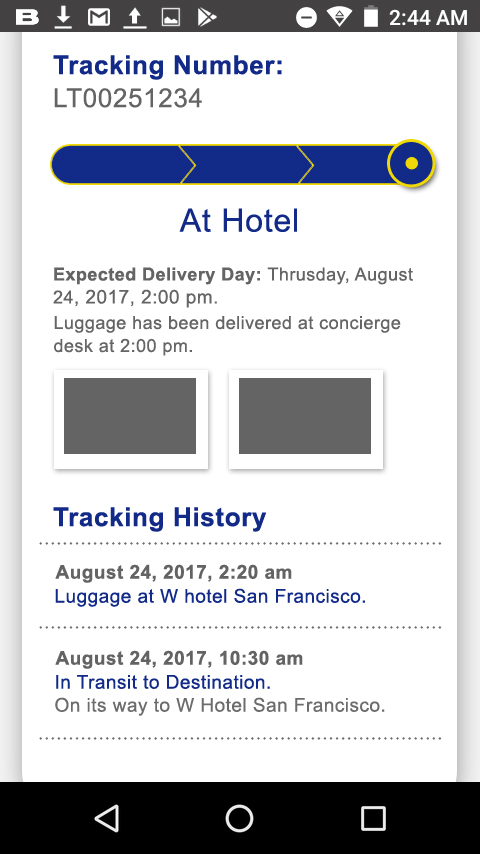 2:44 AM
Tracking Number:
LT00251234
At Hotel
Expected Delivery Day: Thrusday, August
24, 2017, 2:00 pm.
Luggage has been delivered at concierge
desk at 2:00 pm.
Tracking History
August 24, 2017, 2:20 am
Luggage at W hotel San Francisco.
August 24, 2017, 10:30 am
In Transit to Destination.
On its way to W Hotel San Francisco.